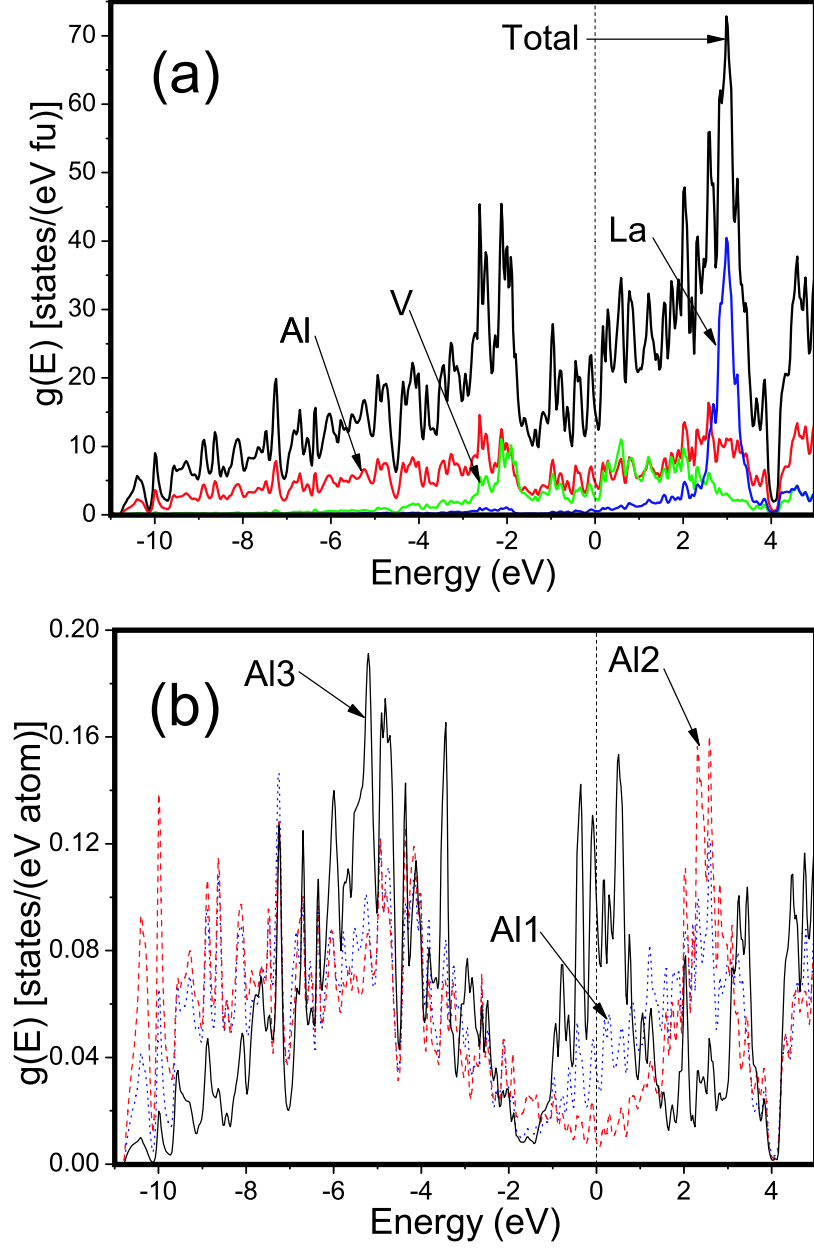 (a)
Total
La
V
Al
g(E) [states/(eV fu)]
70
60
50
40
30
20
10
0
-10 -8 -6 -4 -2 0 2 4
Energy (eV)
(b)
Al3
Al2
Al1
g(E) [states/(eV atom)]
0.20
0.16
0.12
0.08
0.04
0.00
-10 -8 -6 -4 -2 0 2 4
Energy (eV)